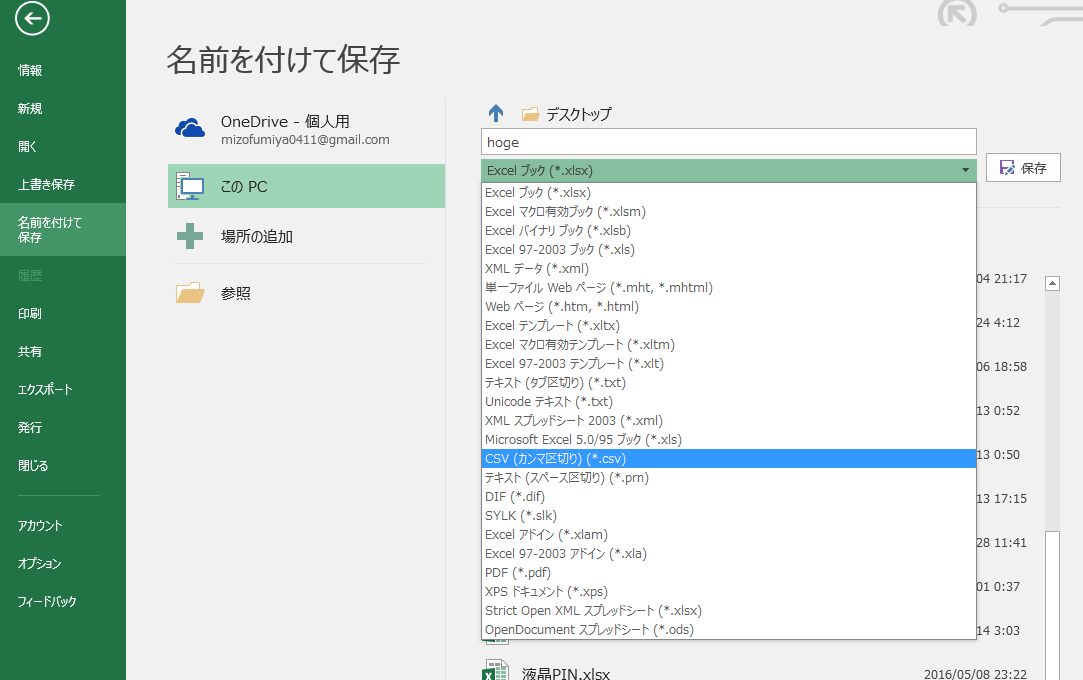 名前を付けて保存
情報
新規
開く
上書き保存
名前を付けて
保存
履歴
印刷
共有
エクスポート
発行
閉じる
アカウント
オプション
フィードバック
OneDrive - 個人用
mizofumiya0411@gmail.com
この PC
場所の追加
参照
デスクトップ
hoge
Excel ブック (*.xlsx)
保存
Excel ブック (*.xlsx)
Excel マクロ有効ブック (*.xlsm)
Excel バイナリ ブック (*.xlsb)
Excel 97-2003 ブック (*.xls)
XML データ (*.xml)
単一ファイル Web ページ (*.mht, *.mhtml)
Web ページ (*.htm, *.html)
Excel テンプレート (*.xltx)
Excel マクロ有効テンプレート (*.xltm)
Excel 97-2003 テンプレート (*.xlt)
テキスト (タブ区切り) (*.txt)
Unicode テキスト (*.txt)
XML スプレッドシート 2003 (*.xml)
Microsoft Excel 5.0/95 ブック (*.xls)
CSV (カンマ区切り) (*.csv)
テキスト (スペース区切り) (*.prn)
DIF (*.dif)
SYLK (*.slk)
Excel アドイン (*.xlam)
Excel 97-2003 アドイン (*.xla)
PDF (*.pdf)
XPS ドキュメント (*.xps)
Strict Open XML スプレッドシート (*.xlsx)
OpenDocument スプレッドシート (*.ods)
04 21:17
24 4:12
06 18:58
13 0:52
13 0:50
13 17:15
28 11:41
01 0:37
14 3:03
液晶PIN.xlsx
2016/05/08 23:22